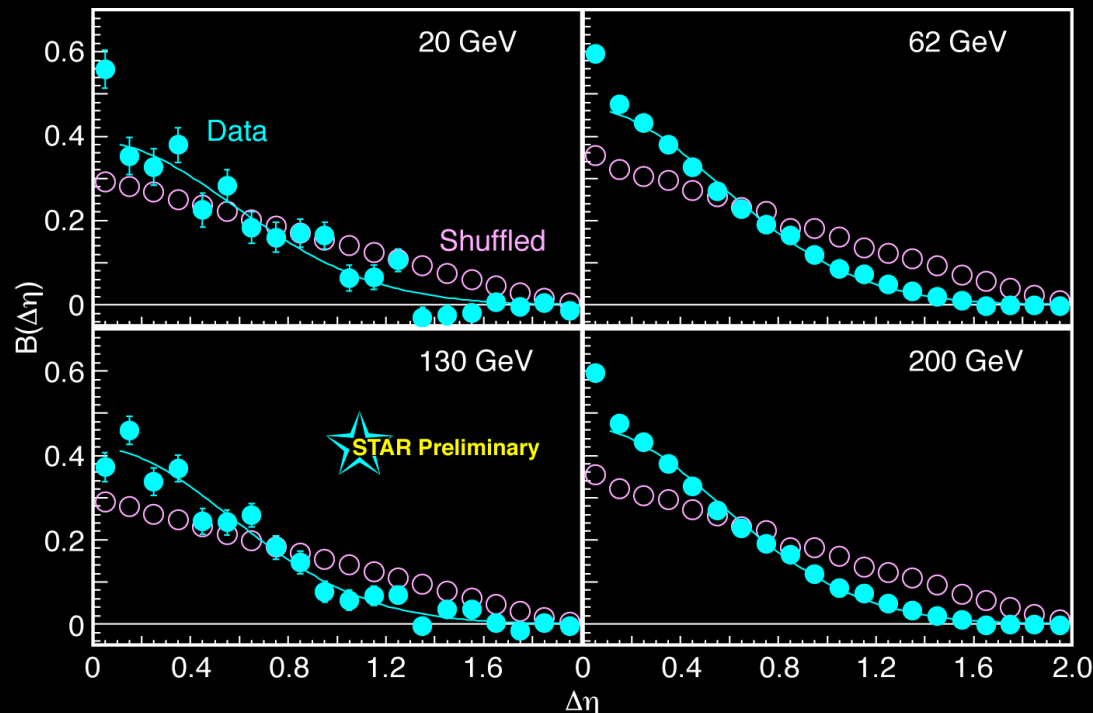 20 GeV
62 GeV
0.6
Data
0.4
0.2
Shuffled
0
B(Δη)
130 GeV
200 GeV
0.6
STAR Preliminary
0.4
0.2
0
0 0.4 0.8 1.2 1.6 0 0.4 0.8 1.2 1.6 2.0
Δη